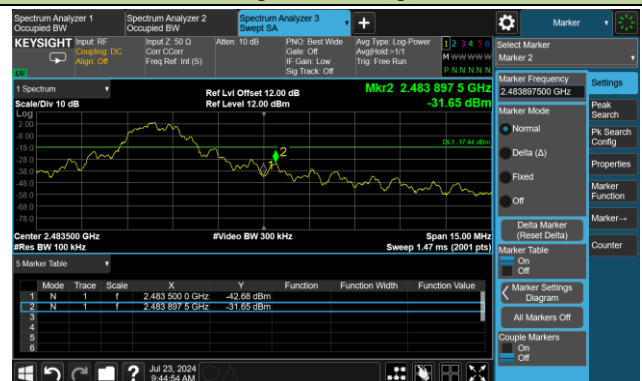 Spectrum Analyzer 1
Occupied BW
Spectrum Analyzer 2
Occupied BW
Spectrum Analyzer 3
Swept SA
Marker
KEYSIGHT
Input: RF
Coupling: DC
Align: Off
Input Z: 50 Ω
Corr CCorr
Freq Ref: Int (S)
Atten: 10 dB
PNO: Best Wide
Gate: Off
IF Gain: Low
Sig Track: Off
Avg Type: Log-Power
Avg|Hold:>1/1
Trig: Free Run
1 2 3 4 5 6
M W W W W W
P N N N N N
LXI
Select Marker
Marker 2
1 Spectrum
Scale/Div 10 dB
Ref Lvl Offset 12.00 dB
Ref Level 12.00 dBm
Mkr2 2.483 897 5 GHz
-31.65 dBm
Log
2.00
-8.00
-18.0
-28.0
-38.0
-48.0
-58.0
-68.0
-78.0
DL1 -17.44 dBm
1
2
Center 2.483500 GHz
#Res BW 100 kHz
#Video BW 300 kHz
Span 15.00 MHz
Sweep 1.47 ms (2001 pts)
5 Marker Table
Mode Trace Scale X Y Function Function Width Function Value
1 N 1 f 2.483 500 0 GHz -42.68 dBm
2 N 1 f 2.483 897 5 GHz -31.65 dBm
3
4
5
6
Marker Frequency
2.483897500 GHz
Marker Mode
Normal
Delta (Δ)
Fixed
Off
Delta Marker
(Reset Delta)
Marker Table
On
Off
Marker Settings
Diagram
All Markers Off
Couple Markers
On
Off
Settings
Peak
Search
Pk Search
Config
Properties
Marker
Function
Marker→
Counter
Jul 23, 2024
9:44:54 AM